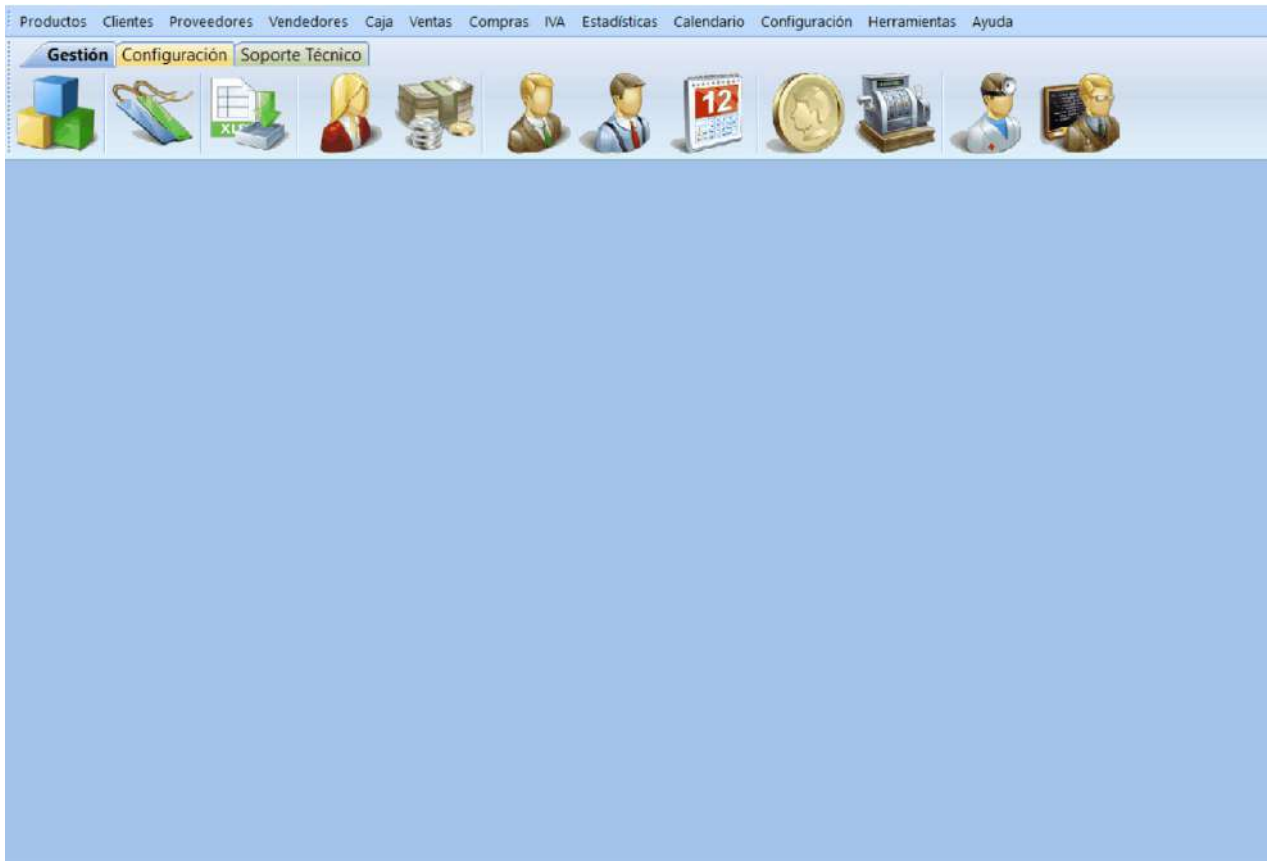 Productos Clientes Proveedores Vendedores Caja Ventas Compras IVA Estadísticas Calendario Configuración Herramientas Ayuda
Gestión Configuración Soporte Técnico
12